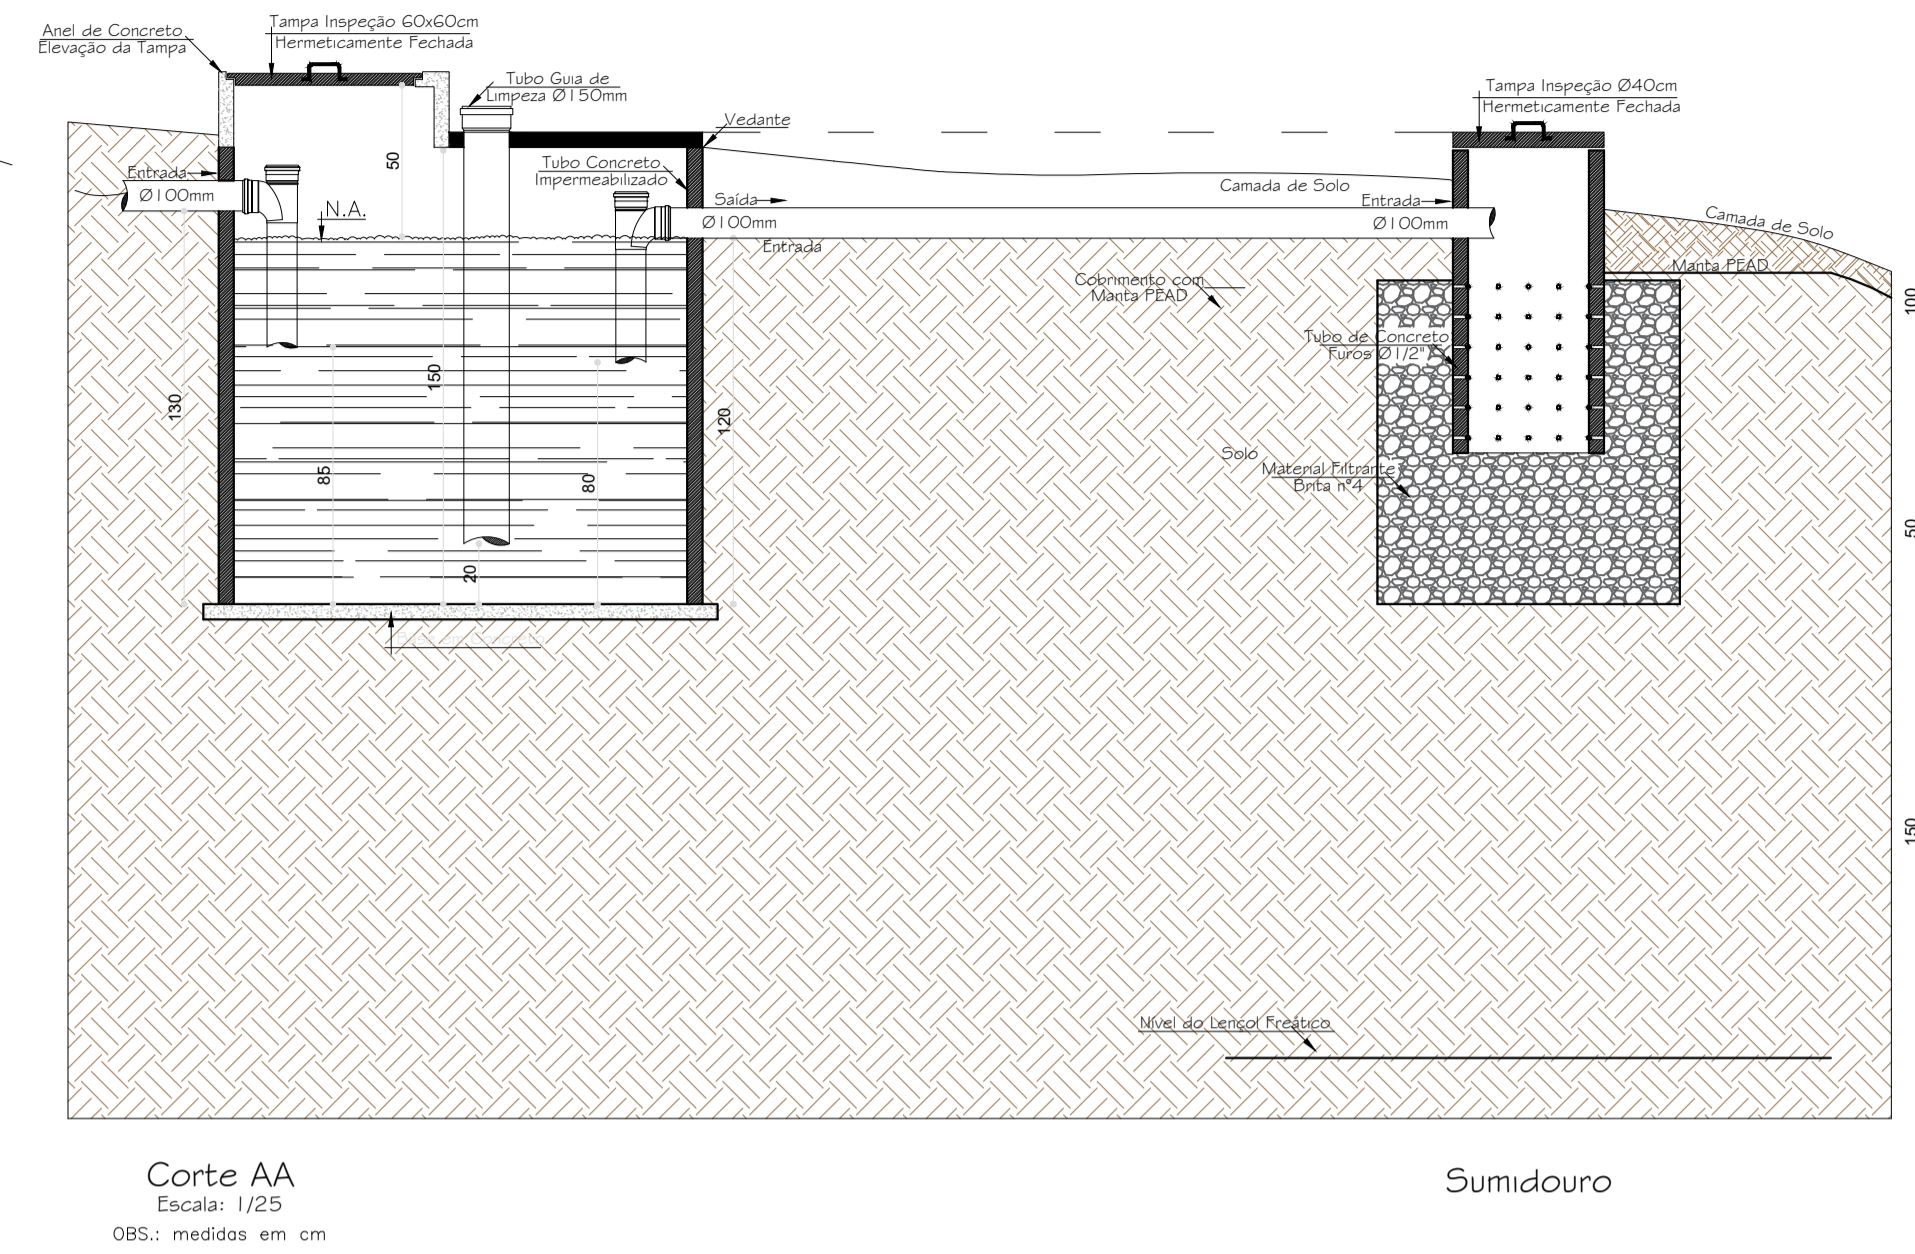 Anel de Concreto
Elevação da Tampa
Tampa Inspeção 60x60cm
Hermeticamente Fechada
Tubo Guia de
Limpeza Ø150mm
Vedante
Tampa Inspeção Ø40cm
Hermeticamente Fechada
Entrada
Ø100mm
50
Tubo Concreto
Impermeabilizado
N.A.
Saída
Ø100mm
Entrada
Camada de Solo
Entrada
Ø100mm
Camada de Solo
Manta PEAD
Cobrimento com
Manta PEAD
100
Tubo de Concreto
Furos Ø1/2"
130
150
120
85
80
20
Solo
Material Filtrante
Brita n°4
50
Base em Concreto
150
Nível do Lençol Freático
Corte AA
Escala: 1/25
OBS.: medidas em cm
Sumidouro